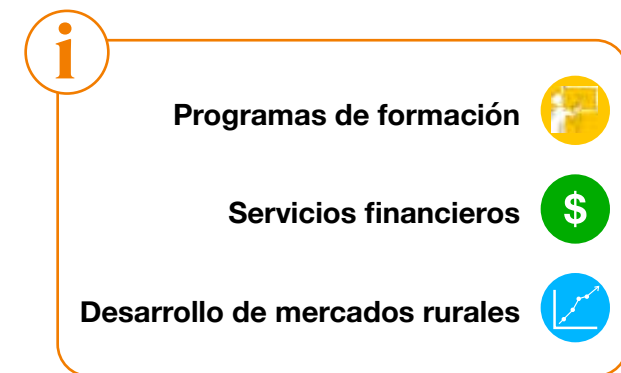 i
Programas de formación
Servicios financieros
$
Desarrollo de mercados rurales